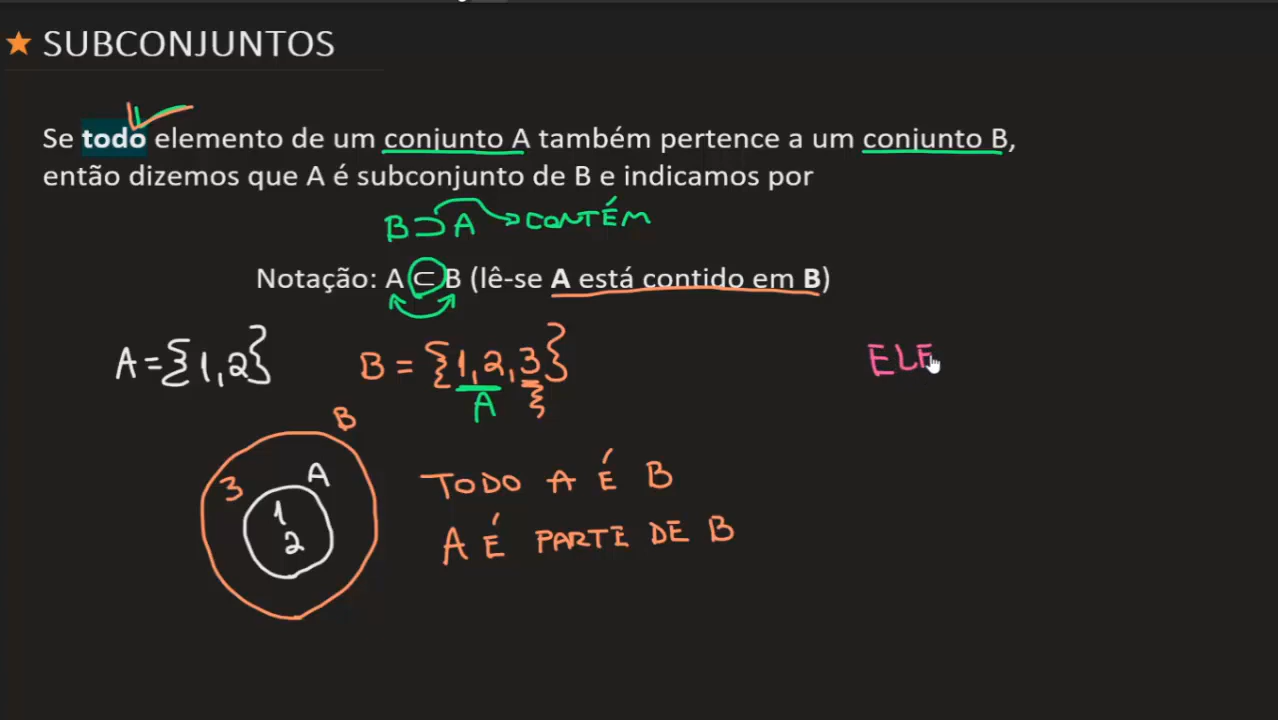 SUBCONJUNTOS
Se todo elemento de um conjunto A também pertence a um conjunto B,
então dizemos que A é subconjunto de B e indicamos por
B ⊃ A → CONTÉM
Notação: A ⊂ B (lê-se A está contido em B)
A = {1,2} B = {1,2,3} ELE
A
B
3 A
1
2
TODO A É B
A É PARTE DE B